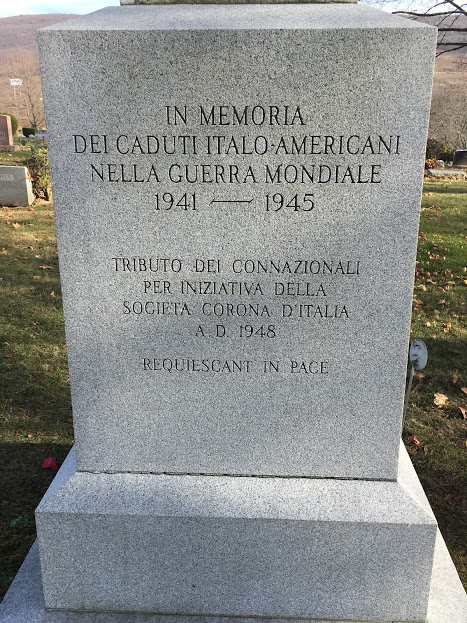 IN MEMORIA
DEI CADUTI ITALO-AMERICANI
NELLA GUERRA MONDIALE
1941 — 1945
TRIBUTO DEI CONNAZIONALI
PER INIZIATIVA DELLA
SOCIETA CORONA D'ITALIA
A. D. 1948
REQUIESCANT IN PACE